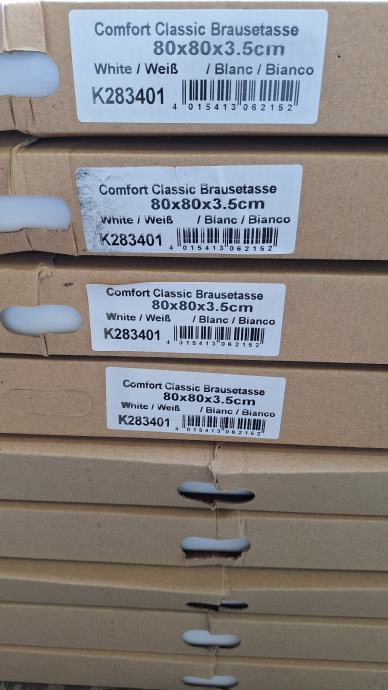 Comfort Classic Brausetasse
80x80x3.5cm
White / Weiß / Blanc / Bianco
K283401
4 015413 062152
Comfort Classic Brausetasse
80x80x3.5cm
White / Weiß / Blanc / Bianco
K283401
4 015413 062152
Comfort Classic Brausetasse
80x80x3.5cm
White / Weiß / Blanc / Bianco
K283401
4 015413 062152
Comfort Classic Brausetasse
80x80x3.5cm
White / Weiß / Blanc / Bianco
K283401
4 015413 062152